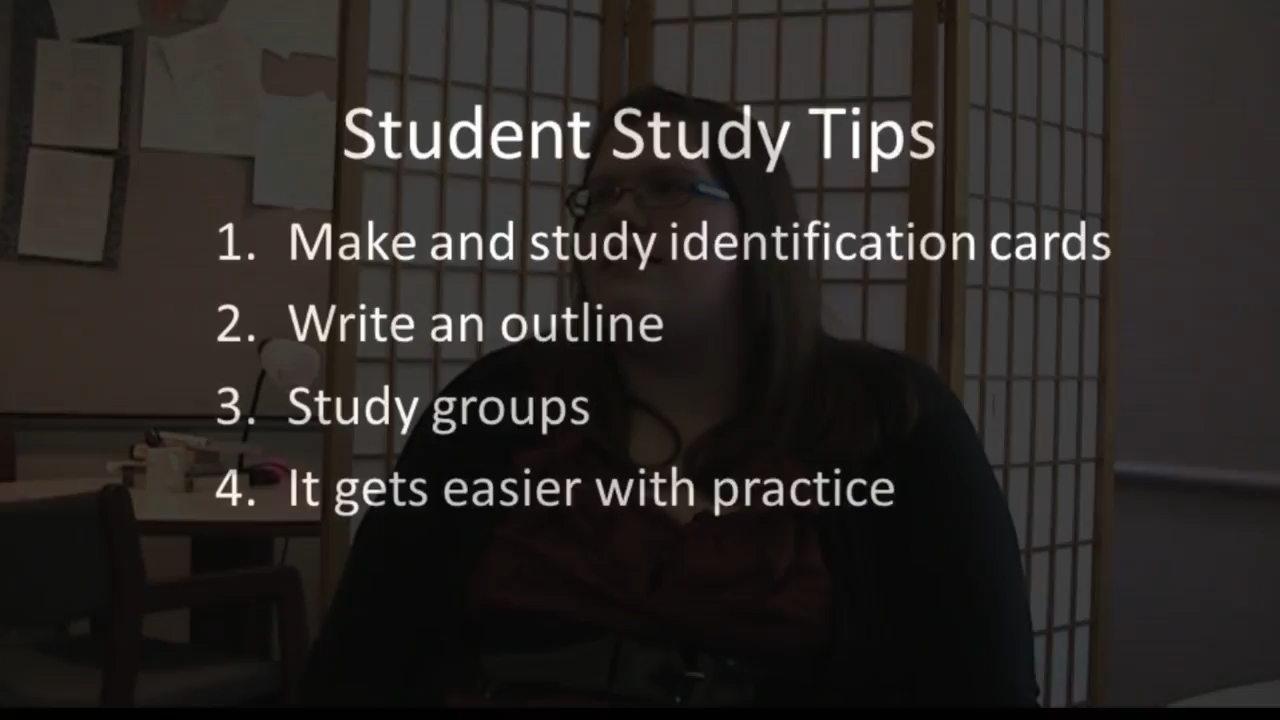 Student Study Tips
1. Make and study identification cards
2. Write an outline
3. Study groups
4. It gets easier with practice